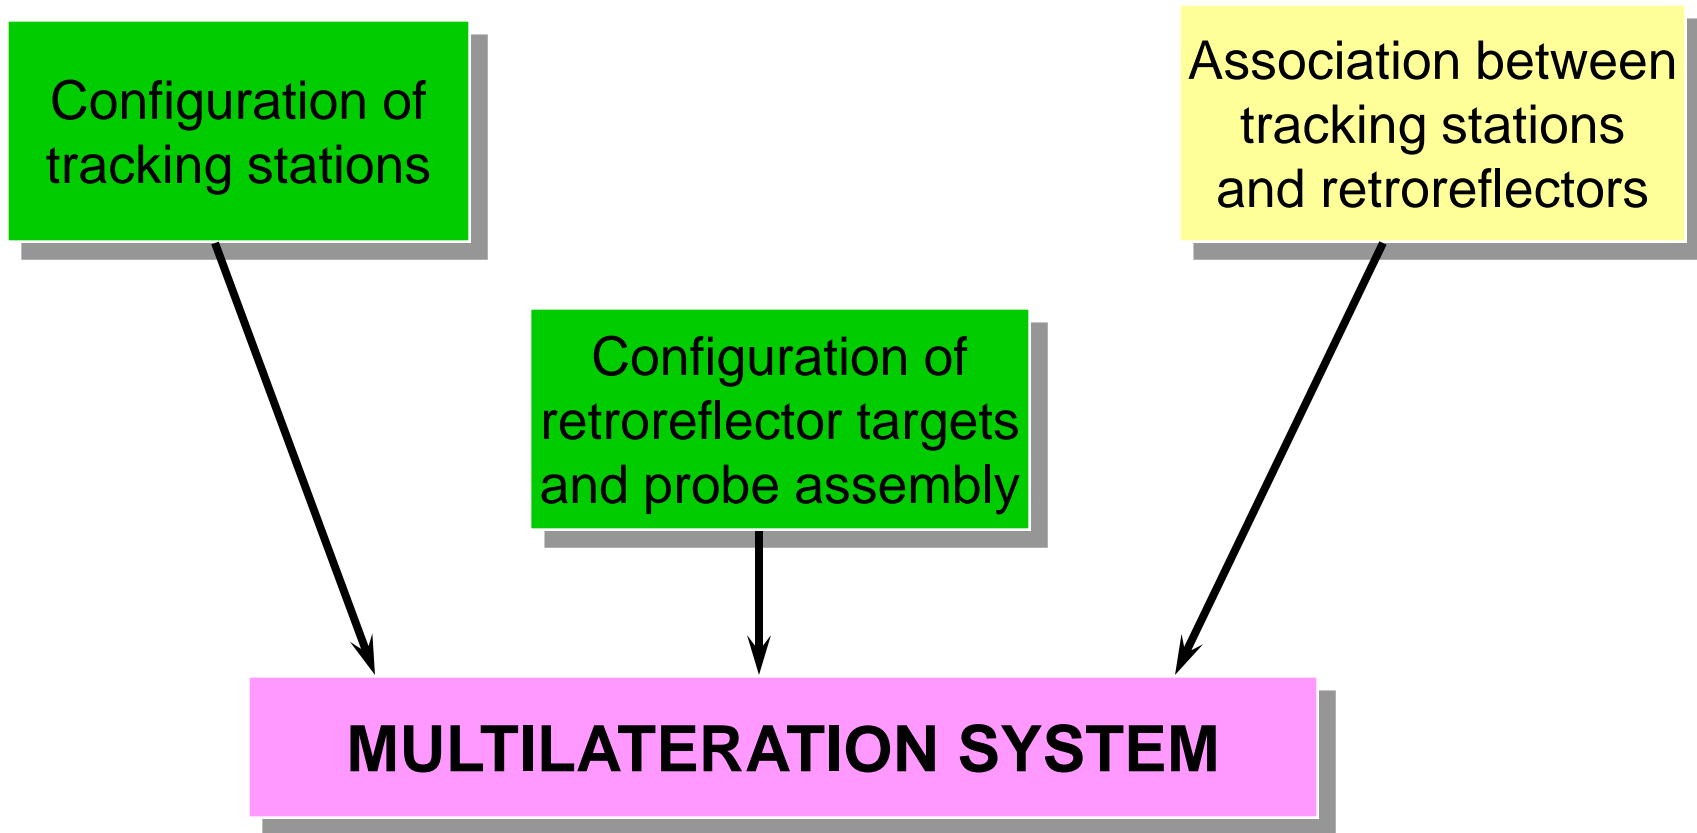 Configuration of
tracking stations
Association between
tracking stations
and retroreflectors
Configuration of
retroreflector targets
and probe assembly
MULTILATERATION SYSTEM